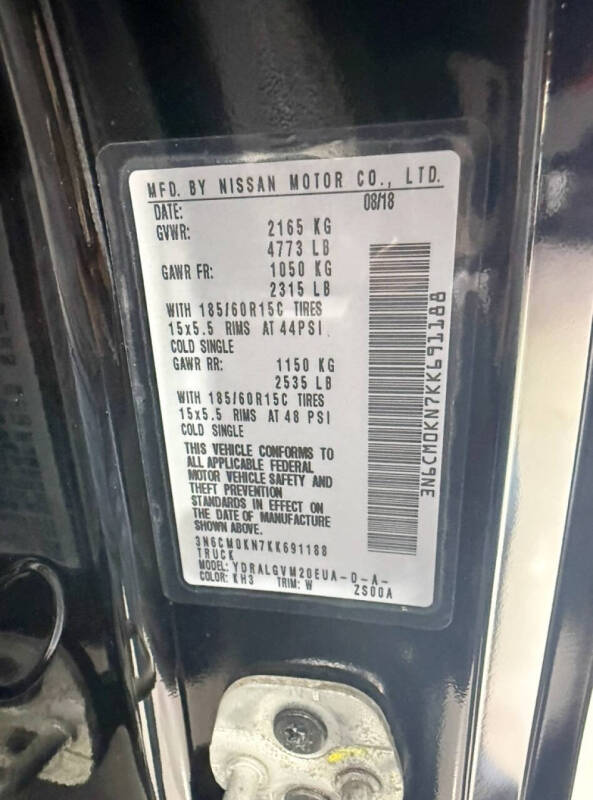 MFD. BY NISSAN MOTOR CO., LTD.
DATE: 08/18
GVWR: 2165 KG
4773 LB
GAWR FR: 1050 KG
2315 LB
WITH 185/60R15C TIRES
15x5.5 RIMS AT 44PSI
COLD SINGLE
GAWR RR: 1150 KG
2535 LB
WITH 185/60R15C TIRES
15x5.5 RIMS AT 48 PSI
COLD SINGLE
THIS VEHICLE CONFORMS TO
ALL APPLICABLE FEDERAL
MOTOR VEHICLE SAFETY AND
THEFT PREVENTION
STANDARDS IN EFFECT ON
THE DATE OF MANUFACTURE
SHOWN ABOVE.
3N6CM0KN7KK691188
TRUCK
MODEL: YDRALGVM20EUA-D-A-
COLOR: KH3 TRIM: W ZS00A
3N6CM0KN7KK691188